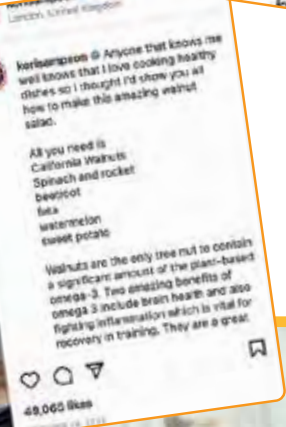 London, United Kingdom
korisampson Anyone that knows me
well knows that I love cooking healthy
dishes so I thought I'd show you all
how to make this amazing walnut
salad.
All you need is
California Walnuts
Spinach and rocket
beetroot
feta
watermelon
sweet potato
Walnuts are the only tree nut to contain
a significant amount of the plant-based
omega-3. Two amazing benefits of
omega 3 include brain health and also
fighting inflammation which is vital for
recovery in training. They are a great
49,065 likes